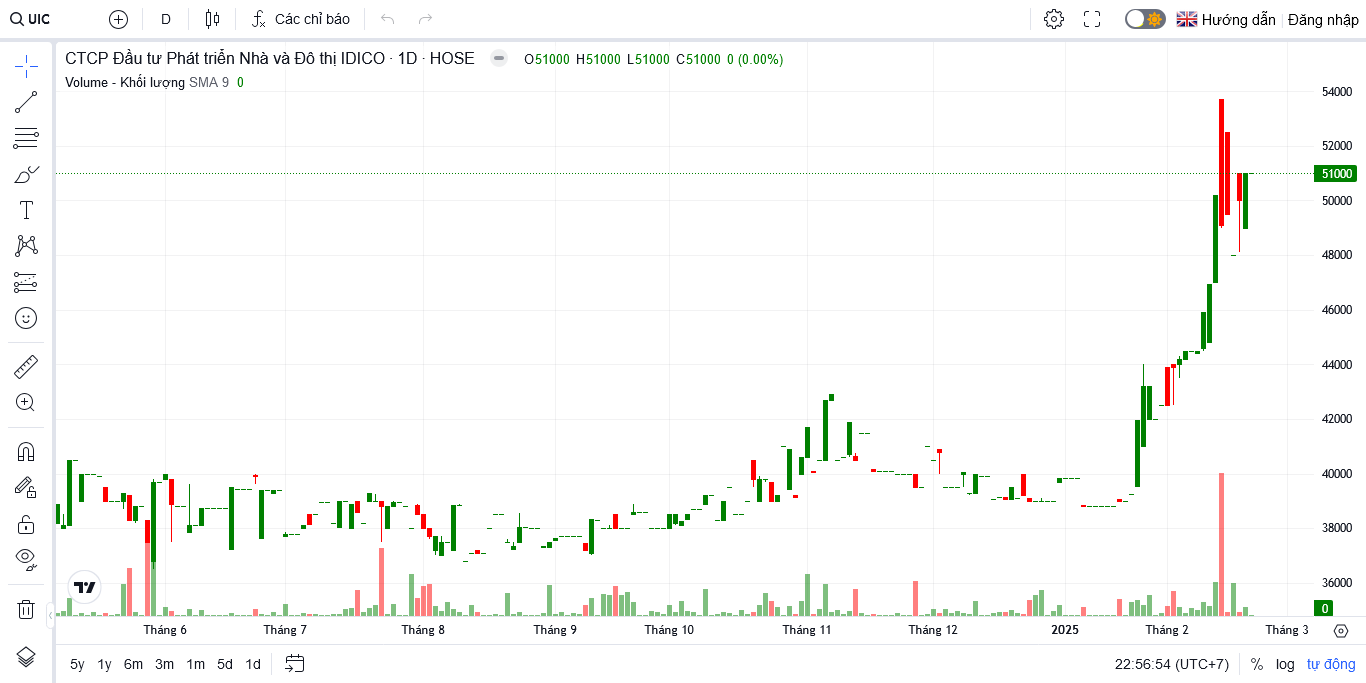 UIC D Các chỉ báo Hướng dẫn Đăng nhập
CTCP Đầu tư Phát triển Nhà và Đô thị IDICO · 1D · HOSE O51000 H51000 L51000 C51000 0 (0.00%)
Volume - Khối lượng SMA 9 0
54000
52000
51000
50000
48000
46000
44000
42000
40000
38000
36000
0
Tháng 6 Tháng 7 Tháng 8 Tháng 9 Tháng 10 Tháng 11 Tháng 12 2025 Tháng 2 Tháng 3
5y 1y 6m 3m 1m 5d 1d 22:56:54 (UTC+7) % log tự động